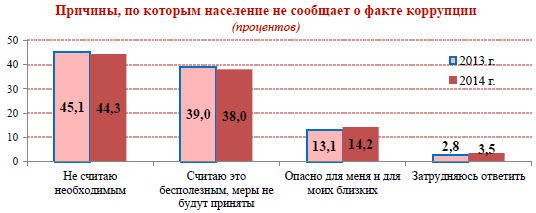 Причины, по которым население не сообщает о факте коррупции
(процентов)
50
40
30
20
10
0
2013 г.
2014 г.
45,1
44,3
39,0
38,0
13,1
14,2
2,8
3,5
Не считаю
необходимым
Считаю это
бесполезным, меры не
будут приняты
Опасно для меня и для
моих близких
Затрудняюсь ответить